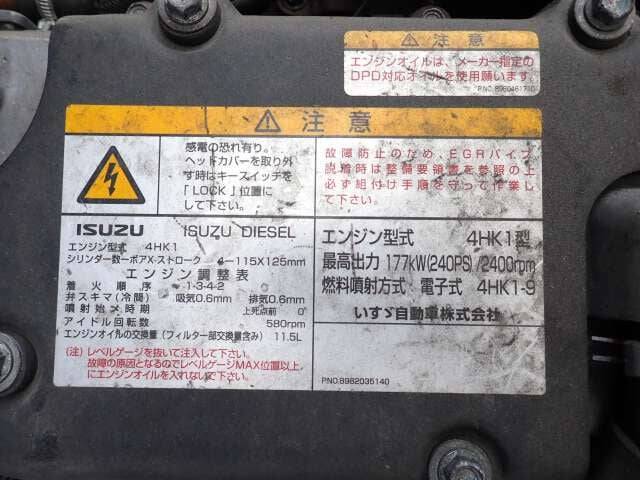 注意
エンジンオイルは、メーカー指定の
DPD対応オイルを使用願います。
PNO.8980461710
注意
感電の恐れ有り、
ヘッドカバーを取り外
す時はキースイッチを
「LOCK」位置に
して下さい。
故障防止のため、EGRパイプ
脱着時は整備要領書を参照の上
必ず組付け手順を守って作業し
て下さい。
ISUZU ISUZU DIESEL
エンジン型式 4HK1
シリンダ数－ボアX・ストローク 4－115X125mm
エンジン調整表
着火順序 1-3-4-2
弁スキマ(冷間) 吸気0.6mm 排気0.6mm
噴射始メ時期 上死点前 0°
アイドル回転数 580rpm
エンジンオイルの交換量(フィルター部交換量含み) 11.5L
(注)レベルゲージを抜いて注入して下さい。
故障の原因となるのでレベルゲージMAX位置以上
にエンジンオイルを入れないで下さい。
エンジン型式 4HK1型
最高出力 177kW(240PS)/2400rpm
燃料噴射方式 電子式 4HK1-9
いすゞ自動車株式会社
PNO.8982035140